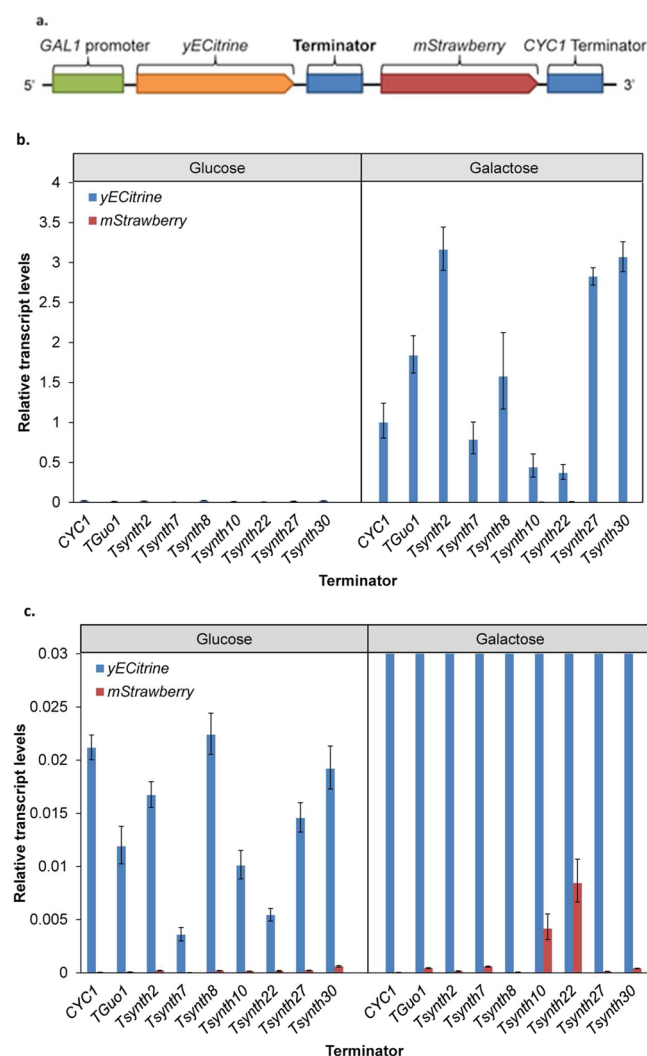 a.
GAL1 promoter yECitrine Terminator mStrawberry CYC1 Terminator
5' 3'
b.
Glucose Galactose
Relative transcript levels
4
3.5
3
2.5
2
1.5
1
0.5
0
yECitrine
mStrawberry
CYC1 TGuo1 Tsynth2 Tsynth7 Tsynth8 Tsynth10 Tsynth22 Tsynth27 Tsynth30 CYC1 TGuo1 Tsynth2 Tsynth7 Tsynth8 Tsynth10 Tsynth22 Tsynth27 Tsynth30
Terminator
c.
Glucose Galactose
Relative transcript levels
0.03
0.025
0.02
0.015
0.01
0.005
0
yECitrine
mStrawberry
CYC1 TGuo1 Tsynth2 Tsynth7 Tsynth8 Tsynth10 Tsynth22 Tsynth27 Tsynth30 CYC1 TGuo1 Tsynth2 Tsynth7 Tsynth8 Tsynth10 Tsynth22 Tsynth27 Tsynth30
Terminator